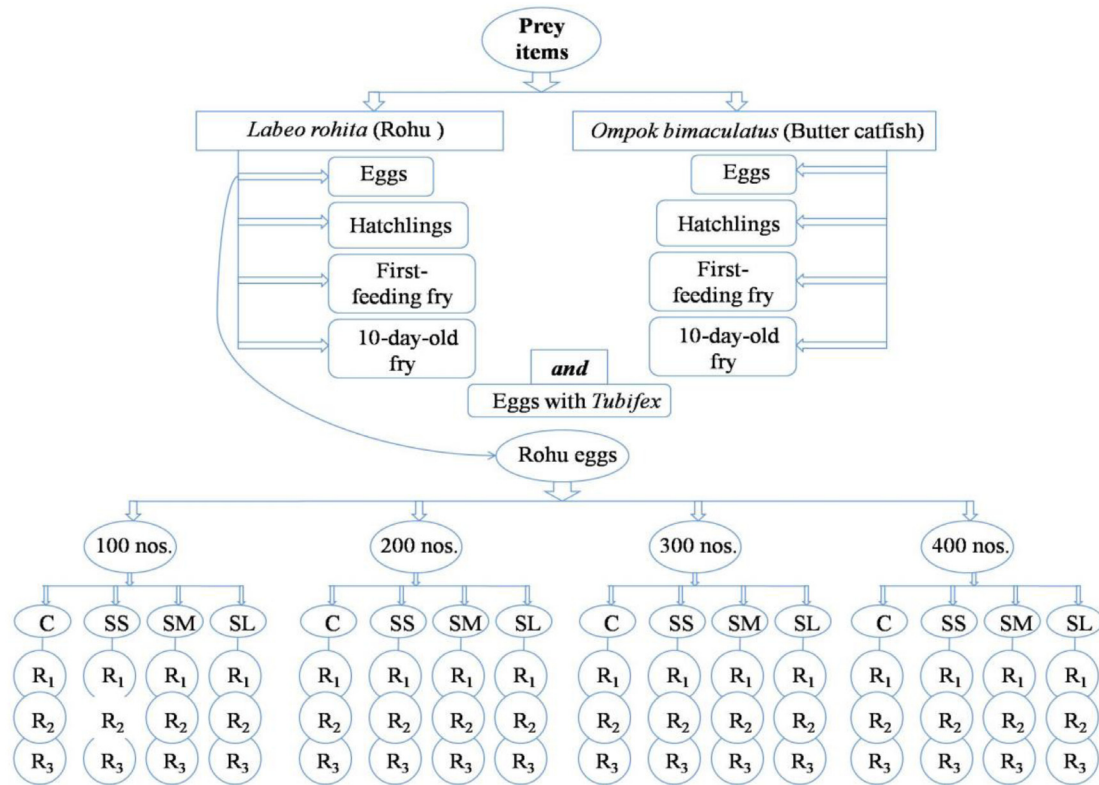 Prey
items
Labeo rohita (Rohu )
Ompok bimaculatus (Butter catfish)
Eggs
Eggs
Hatchlings
Hatchlings
First-
feeding fry
First-
feeding fry
10-day-old
fry
10-day-old
fry
and
Eggs with Tubifex
Rohu eggs
100 nos.
200 nos.
300 nos.
400 nos.
C SS SM SL
C SS SM SL
C SS SM SL
C SS SM SL
R1 R1 R1 R1
R1 R1 R1 R1
R1 R1 R1 R1
R1 R1 R1 R1
R2 R2 R2 R2
R2 R2 R2 R2
R2 R2 R2 R2
R2 R2 R2 R2
R3 R3 R3 R3
R3 R3 R3 R3
R3 R3 R3 R3
R3 R3 R3 R3